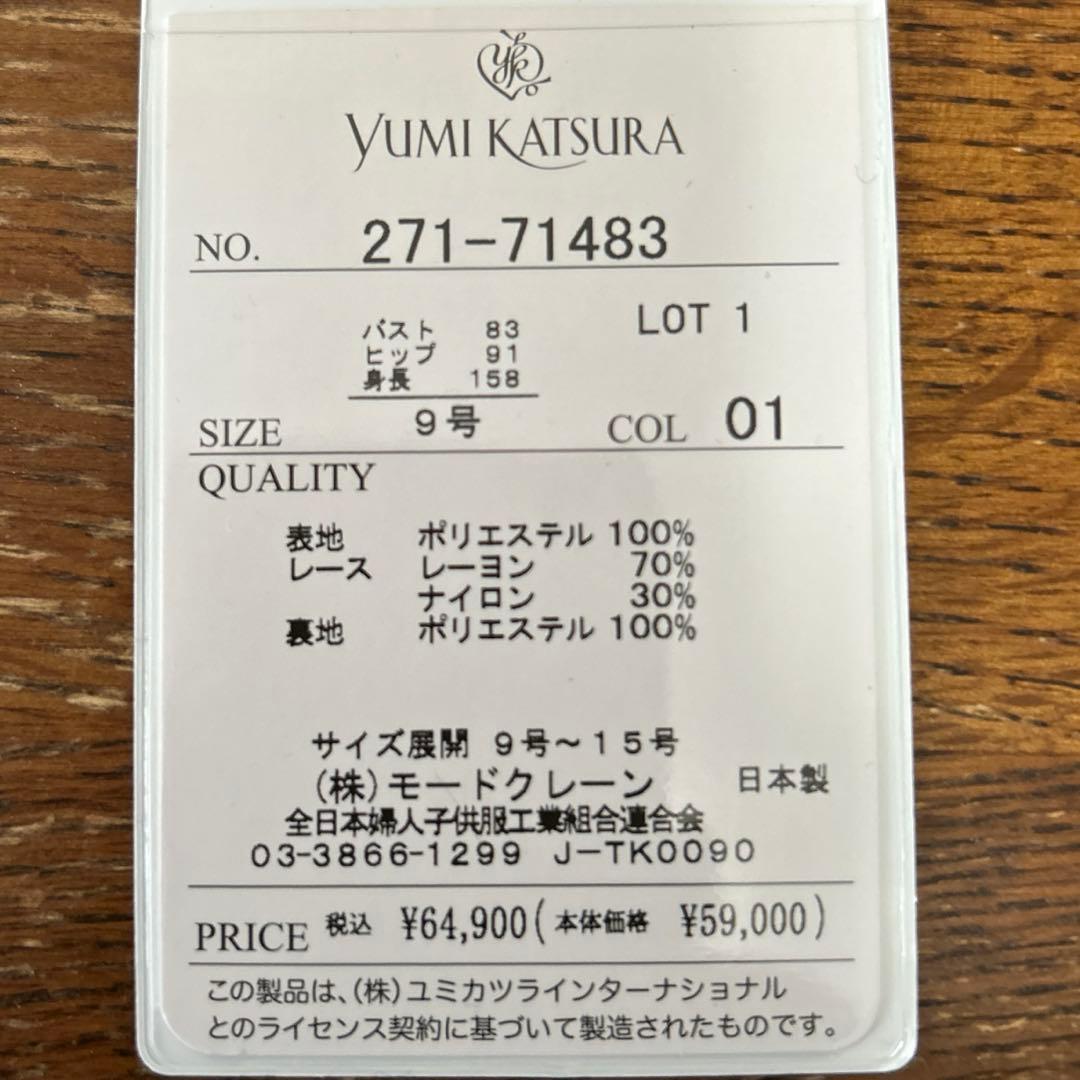 yk
YUMI KATSURA
NO. 271-71483
バスト 83
ヒップ 91
身長 158
LOT 1
SIZE 9号 COL 01
QUALITY
表地 ポリエステル 100%
レース レーヨン 70%
ナイロン 30%
裏地 ポリエステル 100%
サイズ展開 9号～15号
(株)モードクレーン 日本製
全日本婦人子供服工業組合連合会
03-3866-1299 J-TK0090
PRICE 税込 ¥64,900(本体価格 ¥59,000)
この製品は、(株)ユミカツラインターナショナル
とのライセンス契約に基づいて製造されたものです。